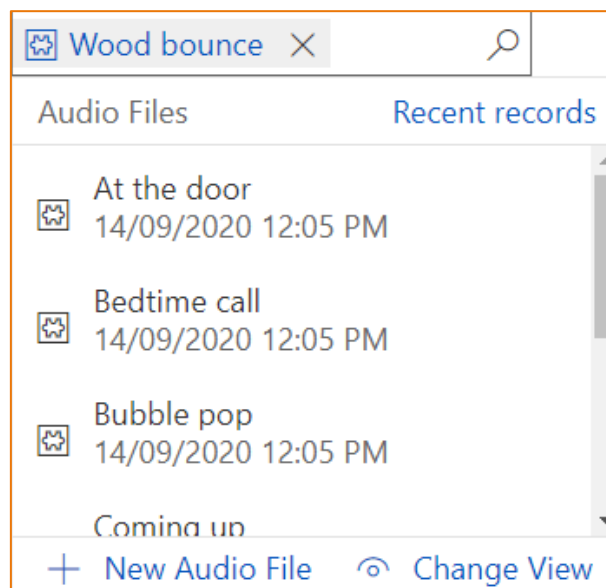 Wood bounce
Audio Files Recent records
At the door
14/09/2020 12:05 PM
Bedtime call
14/09/2020 12:05 PM
Bubble pop
14/09/2020 12:05 PM
Coming up
New Audio File Change View